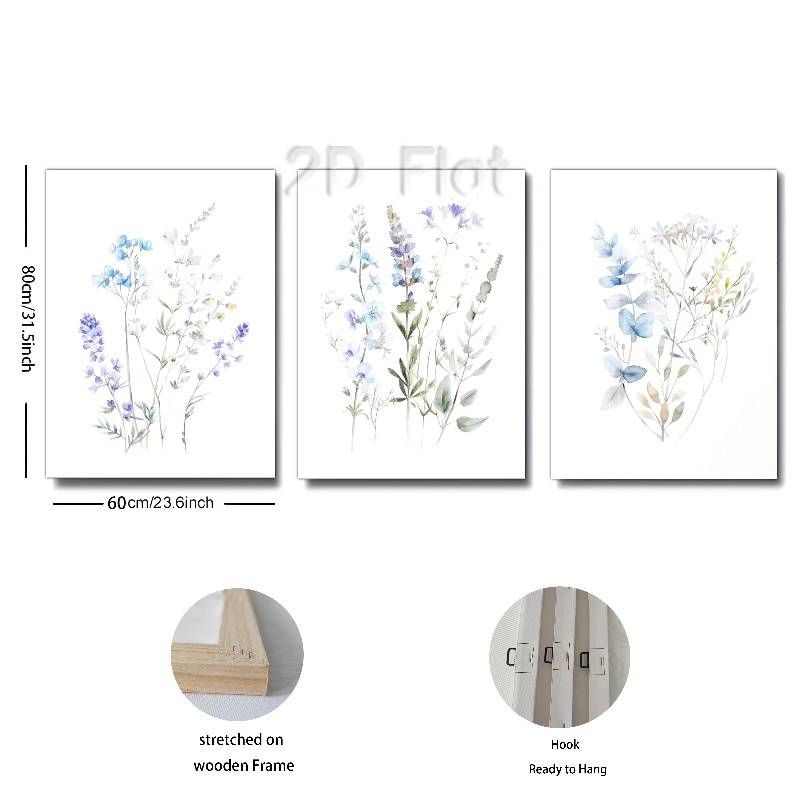 2D Flat
80cm/31.5inch
60cm/23.6inch
stretched on
wooden Frame
Hook
Ready to Hang